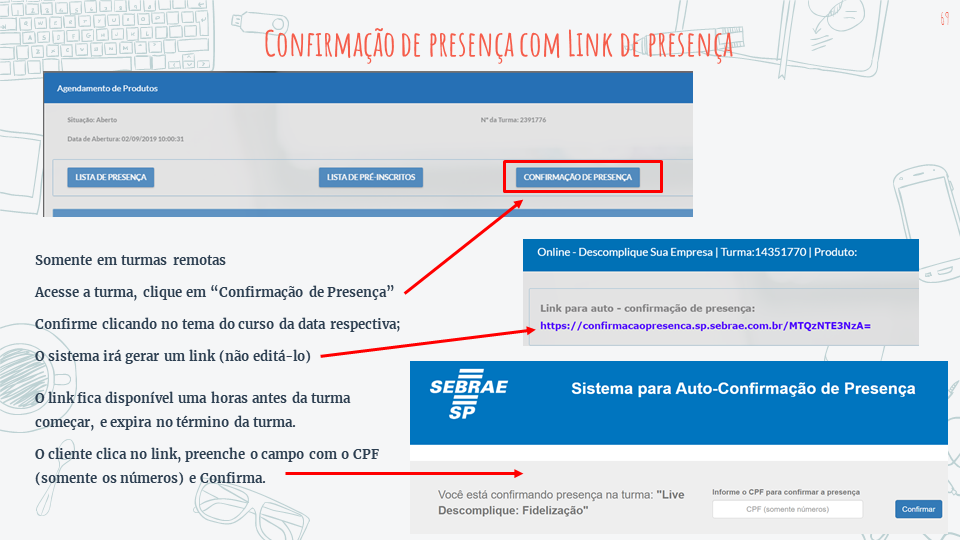 69
Confirmação de presença com Link de presença
Agendamento de Produtos
Situação: Aberto
Nº da Turma: 2391776
Data de Abertura: 02/09/2019 10:00:31
LISTA DE PRESENÇA
LISTA DE PRÉ-INSCRITOS
CONFIRMAÇÃO DE PRESENÇA
Somente em turmas remotas
Acesse a turma, clique em “Confirmação de Presença”
Confirme clicando no tema do curso da data respectiva;
O sistema irá gerar um link (não editá-lo)
O link fica disponível uma horas antes da turma
começar, e expira no término da turma.
O cliente clica no link, preenche o campo com o CPF
(somente os números) e Confirma.
Online - Descomplique Sua Empresa | Turma:14351770 | Produto:
Link para auto - confirmação de presença:
https://confirmacaopresenca.sp.sebrae.com.br/MTQzNTE3NzA=
SEBRAE
SP
Sistema para Auto-Confirmação de Presença
Você está confirmando presença na turma: "Live
Descomplique: Fidelização"
Informe o CPF para confirmar a presença
CPF (somente números)
Confirmar